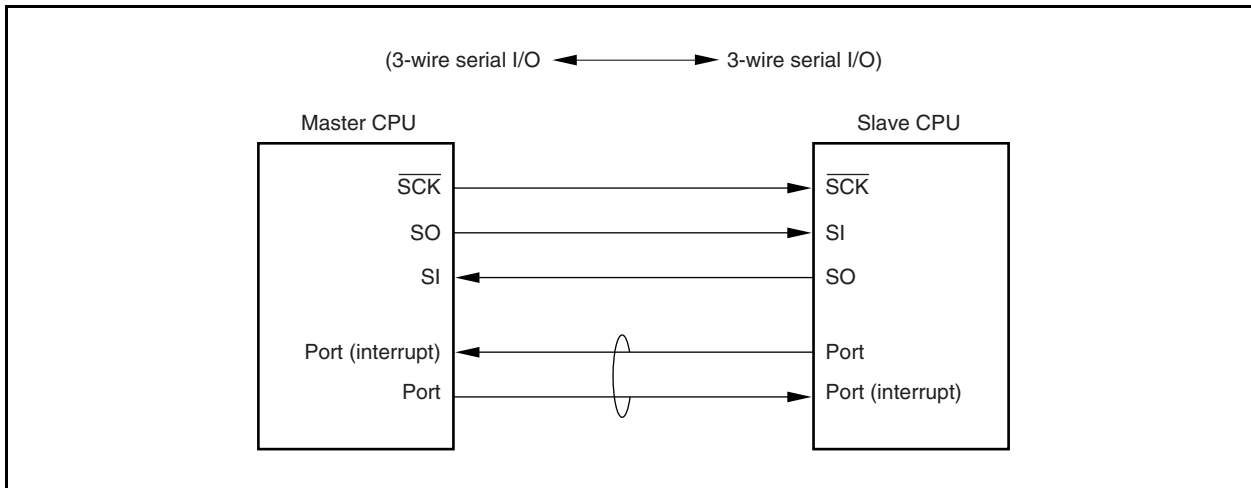 (3-wire serial I/O 3-wire serial I/O)
Master CPU Slave CPU
SCK SCK
SO SI
SI SO
Port (interrupt) Port
Port Port (interrupt)